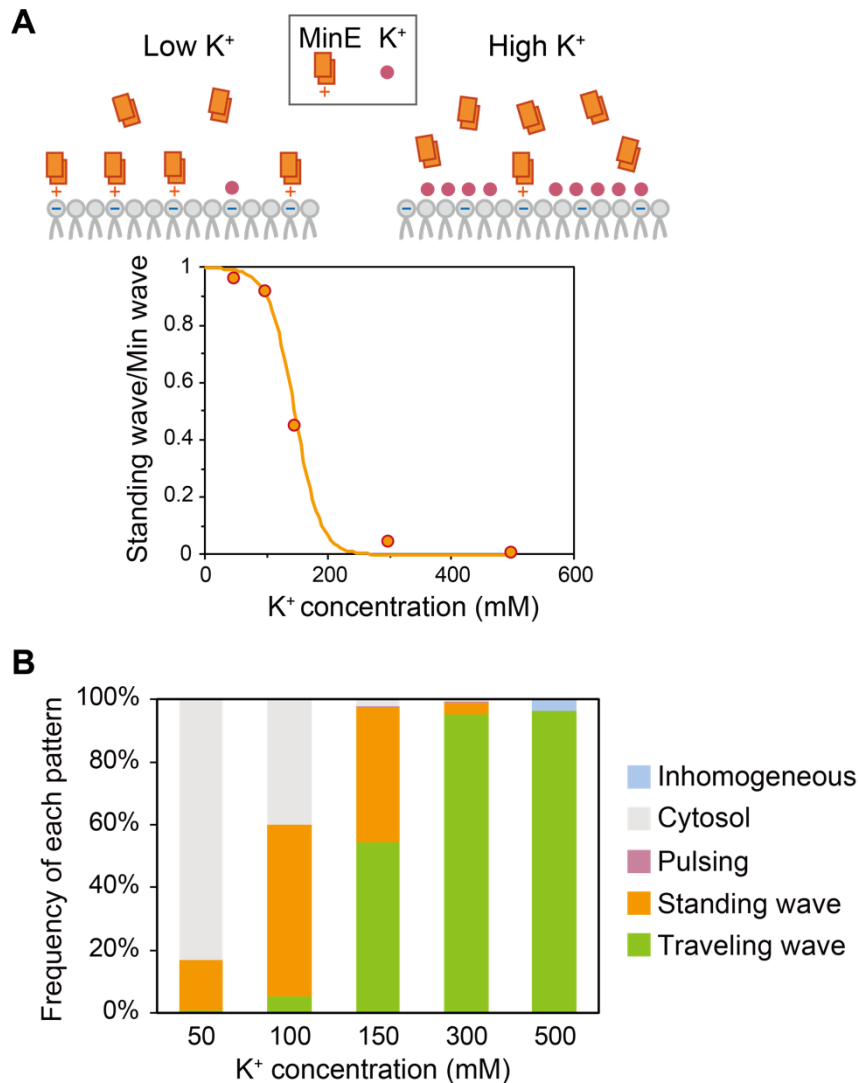 A
Low K⁺
MinE K⁺
High K⁺
+
+ + + +
+
− − − −
− − − −
Standing wave/Min wave
1
0.8
0.6
0.4
0.2
0
0 200 400 600
K⁺ concentration (mM)
B
Frequency of each pattern
100%
80%
60%
40%
20%
0%
50 100 150 300 500
K⁺ concentration (mM)
Inhomogeneous
Cytosol
Pulsing
Standing wave
Traveling wave